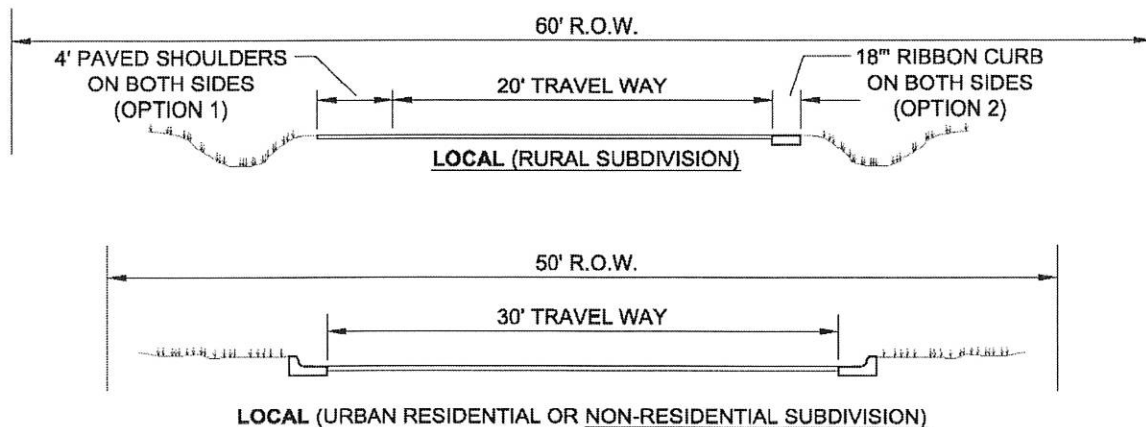 60' R.O.W.
4' PAVED SHOULDERS
ON BOTH SIDES
(OPTION 1)
20' TRAVEL WAY
18" RIBBON CURB
ON BOTH SIDES
(OPTION 2)
LOCAL (RURAL SUBDIVISION)
50' R.O.W.
30' TRAVEL WAY
LOCAL (URBAN RESIDENTIAL OR NON-RESIDENTIAL SUBDIVISION)